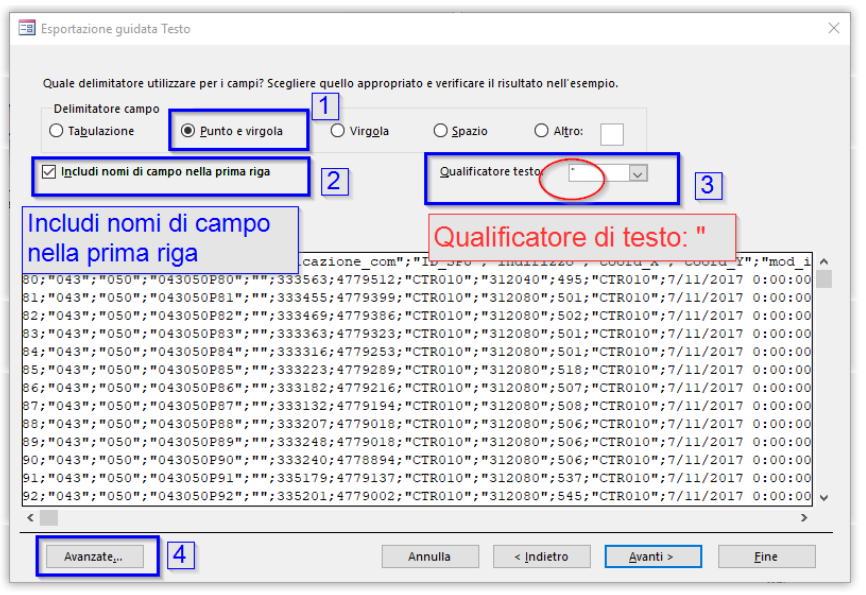 Esportazione guidata Testo
Quale delimitatore utilizzare per i campi? Scegliere quello appropriato e verificare il risultato nell'esempio.
Delimitatore campo
1
Tabulazione
Punto e virgola
Virgola
Spazio
Altro:
Includi nomi di campo nella prima riga
2
Qualificatore testo:
"
3
Includi nomi di campo
nella prima riga
Qualificatore di testo: "
icazione_com";"ID_SPU";"Indirizzo";"Coord_X";"Coord_Y";"mod_i
80;"043";"050";"043050P80";"";333563;4779512;"CTR010";"312040";495;"CTR010";7/11/2017 0:00:00
81;"043";"050";"043050P81";"";333455;4779399;"CTR010";"312080";501;"CTR010";7/11/2017 0:00:00
82;"043";"050";"043050P82";"";333469;4779386;"CTR010";"312080";502;"CTR010";7/11/2017 0:00:00
83;"043";"050";"043050P83";"";333363;4779323;"CTR010";"312080";501;"CTR010";7/11/2017 0:00:00
84;"043";"050";"043050P84";"";333316;4779253;"CTR010";"312080";501;"CTR010";7/11/2017 0:00:00
85;"043";"050";"043050P85";"";333223;4779289;"CTR010";"312080";518;"CTR010";7/11/2017 0:00:00
86;"043";"050";"043050P86";"";333182;4779216;"CTR010";"312080";507;"CTR010";7/11/2017 0:00:00
87;"043";"050";"043050P87";"";333132;4779194;"CTR010";"312080";508;"CTR010";7/11/2017 0:00:00
88;"043";"050";"043050P88";"";333207;4779018;"CTR010";"312080";506;"CTR010";7/11/2017 0:00:00
89;"043";"050";"043050P89";"";333248;4779018;"CTR010";"312080";506;"CTR010";7/11/2017 0:00:00
90;"043";"050";"043050P90";"";333240;4778894;"CTR010";"312080";506;"CTR010";7/11/2017 0:00:00
91;"043";"050";"043050P91";"";335179;4779137;"CTR010";"312080";537;"CTR010";7/11/2017 0:00:00
92;"043";"050";"043050P92";"";335201;4779002;"CTR010";"312080";545;"CTR010";7/11/2017 0:00:00
Avanzate...
4
Annulla
< Indietro
Avanti >
Fine